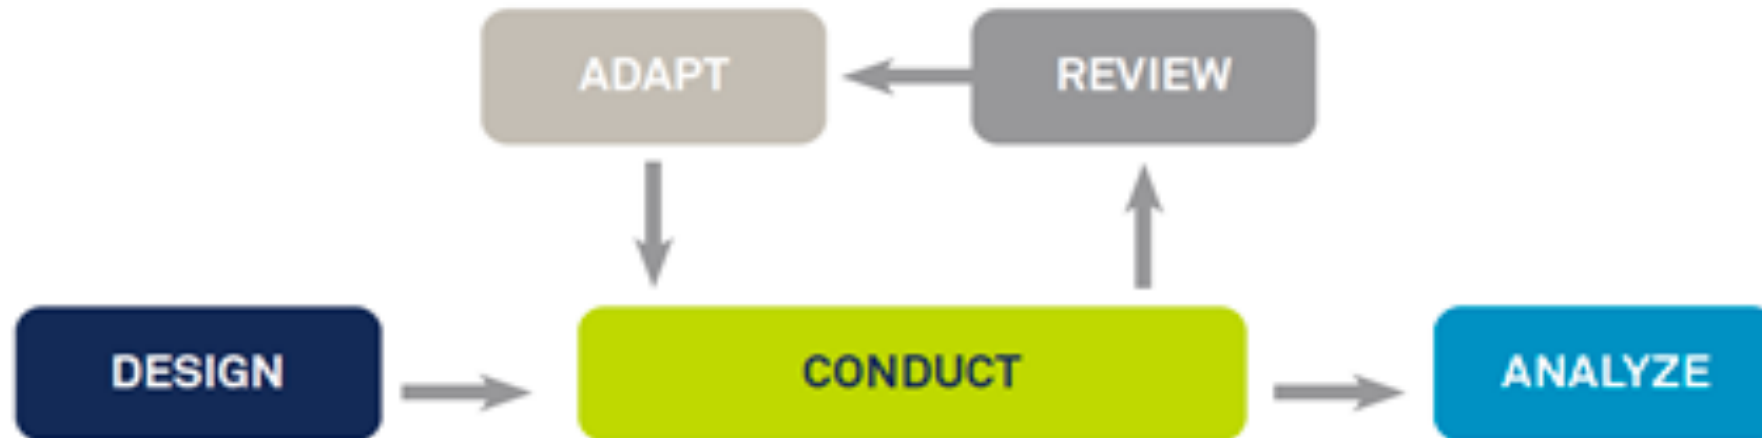 ADAPT
REVIEW
DESIGN
CONDUCT
ANALYZE